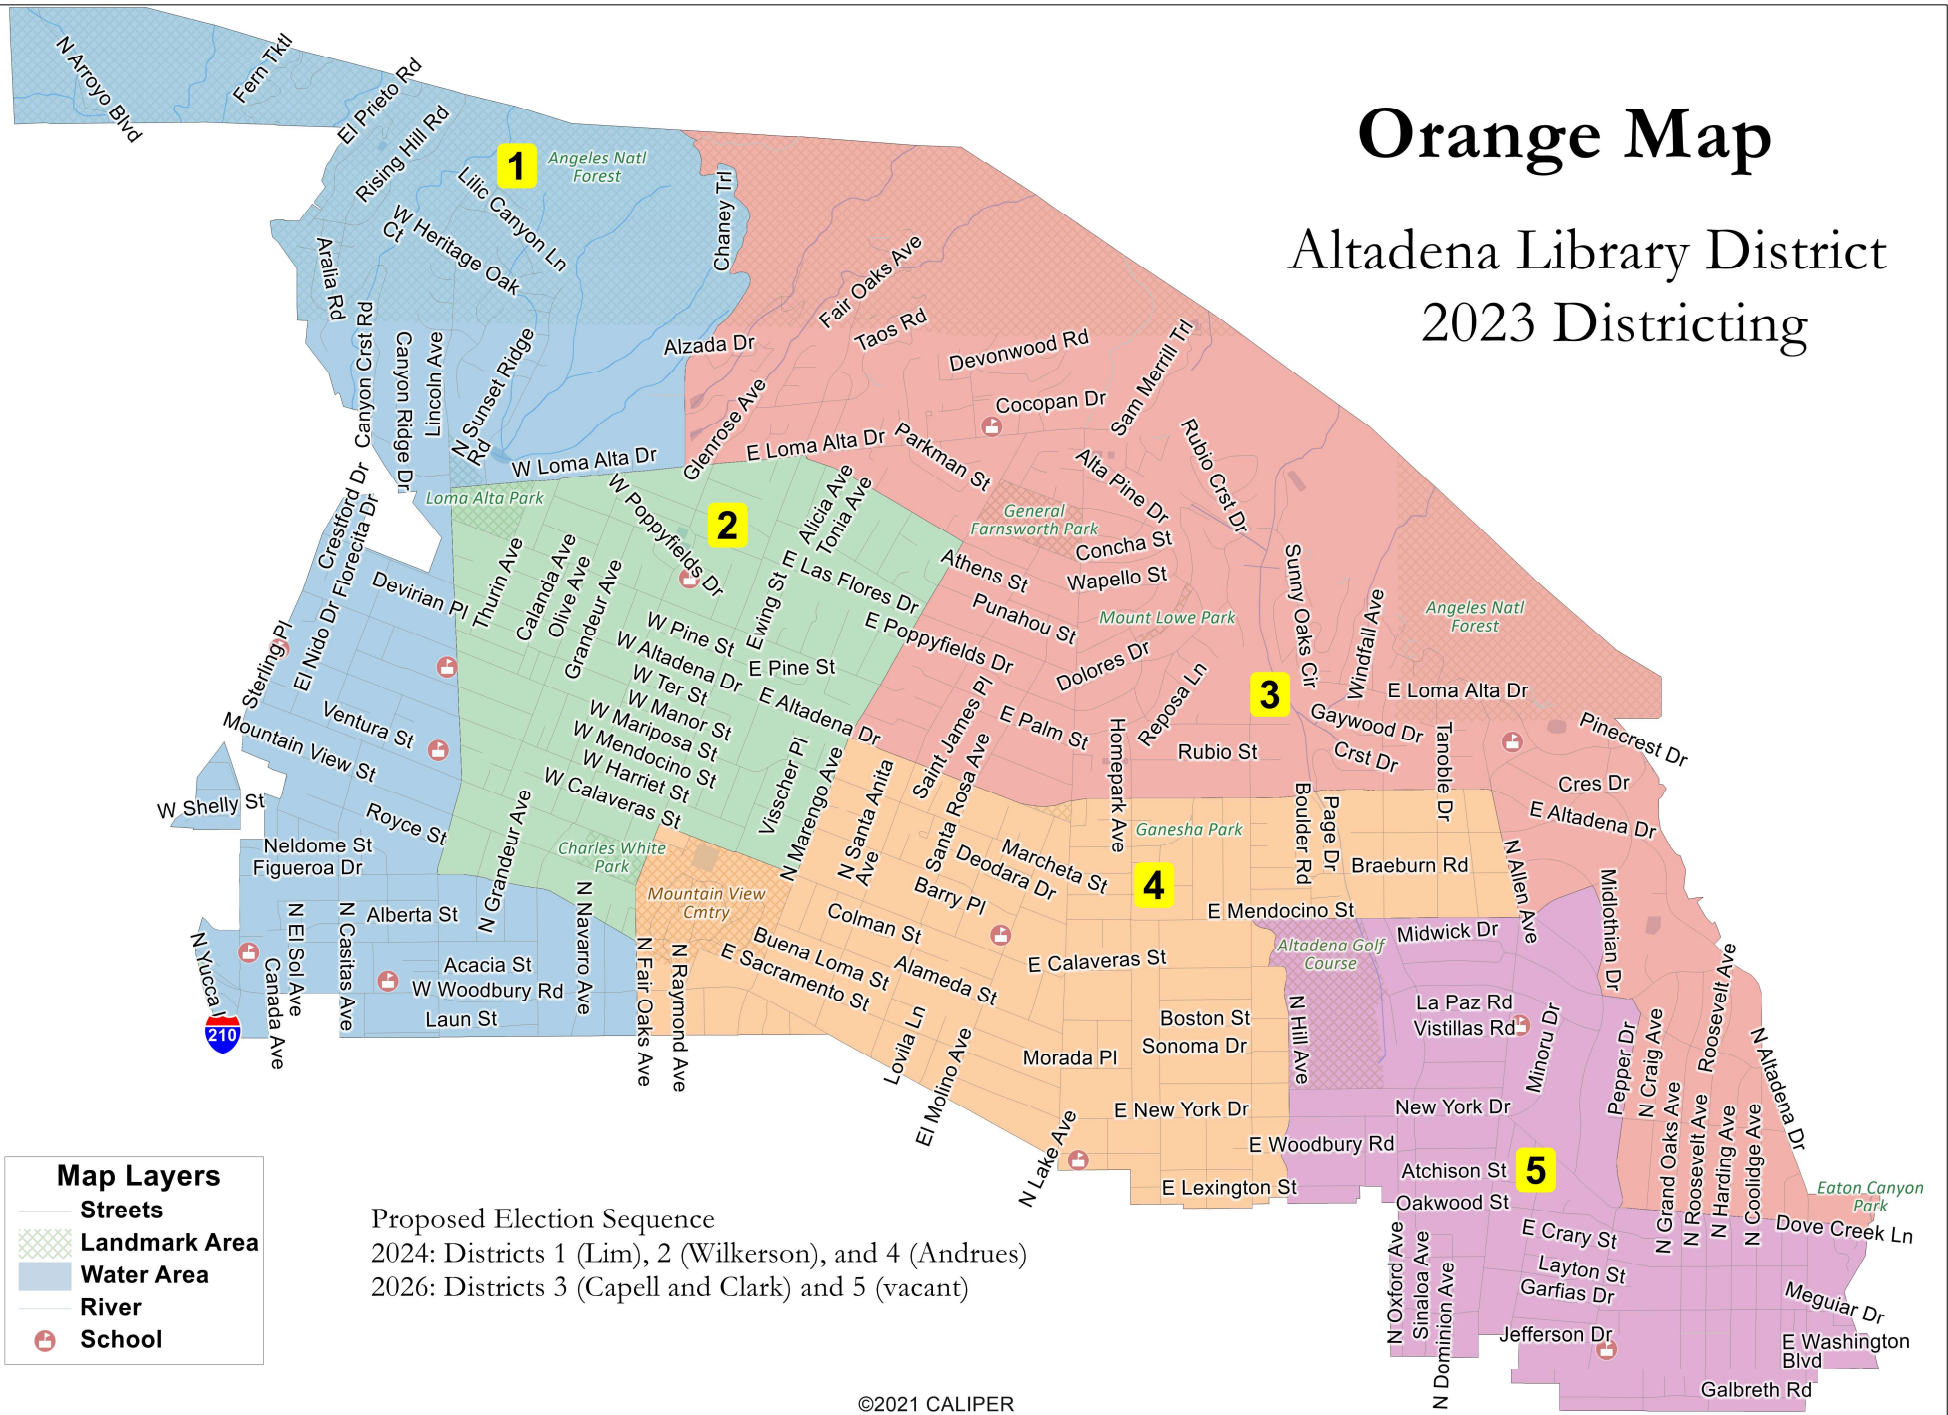 Orange Map
Altadena Library District
2023 Districting
N Arroyo Blvd
Fern Tktl
El Prieto Rd
Rising Hill Rd
1
Angeles Natl
Forest
Lilic Canyon Ln
W Heritage Oak
Ct
Chaney Trl
Aralia Rd
Canyon Crst Rd
Canyon Ridge Dr
Lincoln Ave
N Sunset Ridge
Rd
Alzada Dr
Fair Oaks Ave
Taos Rd
Devonwood Rd
Sam Merrill Trl
Cocopan Dr
Glenrose Ave
E Loma Alta Dr
W Loma Alta Dr
Parkman St
Alta Pine Dr
Rubio Crst Dr
Crestford Dr
El Nido Dr
Florecita Dr
Loma Alta Park
W Poppyfields Dr
2
Alicia Ave
Tonia Ave
General
Farnsworth Park
Concha St
Wapello St
Athens St
Punahou St
Mount Lowe Park
Sunny Oaks Cir
Windfall Ave
Angeles Natl
Forest
Devirian Pl
Thurin Ave
Calanda Ave
Olive Ave
Grandeur Ave
Ewing St
E Las Flores Dr
E Poppyfields Dr
Sterling Pl
W Pine St
W Altadena Dr
E Pine St
W Ter St
W Manor St
W Mariposa St
W Mendocino St
W Harriet St
W Calaveras St
E Altadena Dr
Dolores Dr
Reposa Ln
3
E Loma Alta Dr
Gaywood Dr
Crst Dr
Tanoble Dr
Pinecrest Dr
Ventura St
Mountain View St
Saint James Pl
E Palm St
Homepark Ave
Rubio St
Cres Dr
E Altadena Dr
W Shelly St
Royce St
Neldome St
Figueroa Dr
N Grandeur Ave
Visscher Pl
N Marengo Ave
N Santa Anita
Ave
Santa Rosa Ave
Boulder Rd
Page Dr
Ganesha Park
Charles White
Park
Mountain View
Cmtry
Marcheta St
Deodara Dr
Barry Pl
4
Braeburn Rd
N Allen Ave
Midlothian Dr
E Mendocino St
N Yucca L
N El Sol Ave
Canada Ave
N Casitas Ave
Alberta St
N Navarro Ave
Acacia St
W Woodbury Rd
Laun St
N Fair Oaks Ave
N Raymond Ave
Colman St
Buena Loma St
E Sacramento St
Alameda St
E Calaveras St
Altadena Golf
Course
Midwick Dr
210
Lovila Ln
El Molino Ave
Boston St
Sonoma Dr
Morada Pl
N Hill Ave
La Paz Rd
Vistillas Rd
Minoru Dr
Pepper Dr
N Craig Ave
Roosevelt Ave
N Altadena Dr
N Lake Ave
E New York Dr
New York Dr
E Woodbury Rd
Atchison St
5
E Lexington St
Oakwood St
N Grand Oaks Ave
N Roosevelt Ave
N Harding Ave
N Coolidge Ave
Eaton Canyon
Park
Dove Creek Ln
E Crary St
Layton St
Garfias Dr
N Oxford Ave
Sinaloa Ave
N Dominion Ave
Jefferson Dr
Meguiar Dr
E Washington
Blvd
Galbreth Rd
Map Layers
Streets
Landmark Area
Water Area
River
School
Proposed Election Sequence
2024: Districts 1 (Lim), 2 (Wilkerson), and 4 (Andrues)
2026: Districts 3 (Capell and Clark) and 5 (vacant)
©2021 CALIPER